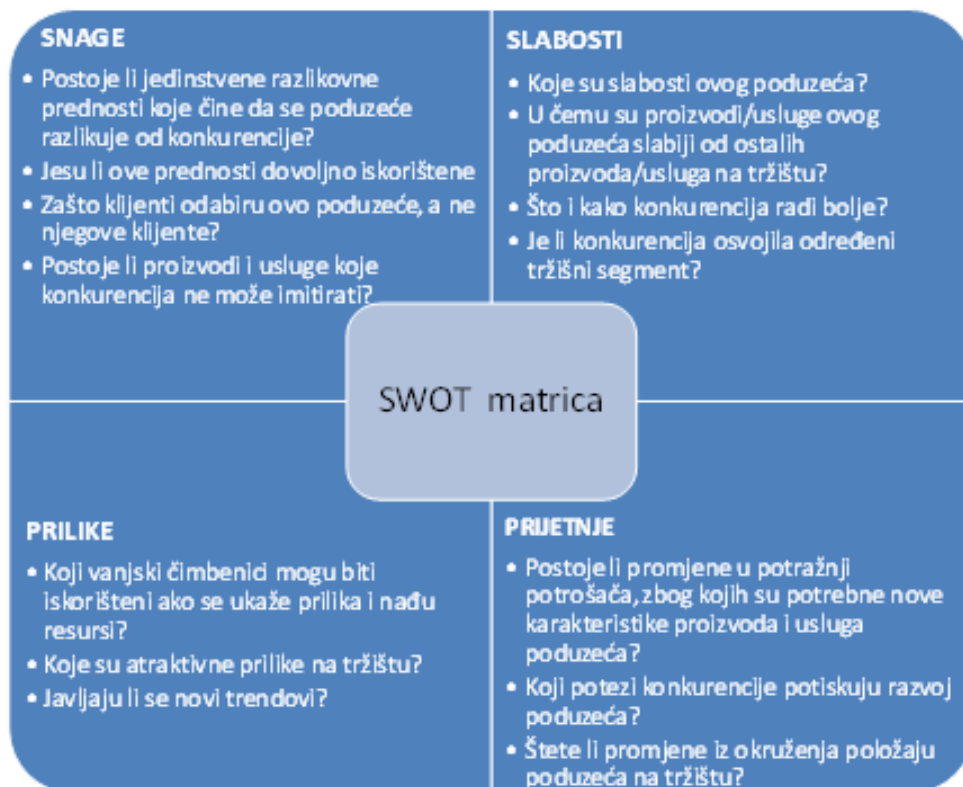 SNAGE
• Postoje li jedinstvene razlikovne
prednosti koje čine da se poduzeće
razlikuje od konkurencije?
• Jesu li ove prednosti dovoljno iskorištene
• Zašto klijenti odabiru ovo poduzeće, a ne
njegove klijente?
• Postoje li proizvodi i usluge koje
konkurencija ne može imitirati?
SLABOSTI
• Koje su slabosti ovog poduzeća?
• U čemu su proizvodi/usluge ovog
poduzeća slabiji od ostalih
proizvoda/usluga na tržištu?
• Što i kako konkurencija radi bolje?
• Je li konkurencija osvojila određeni
tržišni segment?
SWOT matrica
PRILIKE
• Koji vanjski čimbenici mogu biti
iskorišteni ako se ukaže prilika i nađu
resursi?
• Koje su atraktivne prilike na tržištu?
• Javljaju li se novi trendovi?
PRIJETNJE
• Postoje li promjene u potražnji
potrošača, zbog kojih su potrebne nove
karakteristike proizvoda i usluga
poduzeća?
• Koji potezi konkurencije potiskuju razvoj
poduzeća?
• Štete li promjene iz okruženja položaju
poduzeća na tržištu?